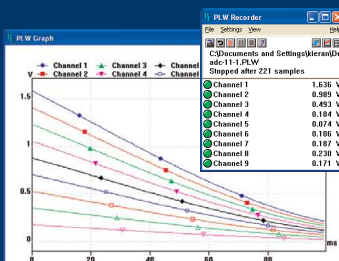 PLW Graph
Channel 1 Channel 3 Channel
V Channel 2 Channel 4 Channel
1.5
1
0.5
0
0 20 40 60 80
ms
PLW Recorder
File Settings View Help
C:\Documents and Settings\kieran\De
adc-11-1.PLW
Stopped after 221 samples
Channel 1 1.636 V
Channel 2 0.989 V
Channel 3 0.493 V
Channel 4 0.184 V
Channel 5 0.074 V
Channel 6 0.106 V
Channel 7 0.187 V
Channel 8 0.230 V
Channel 9 0.171 V